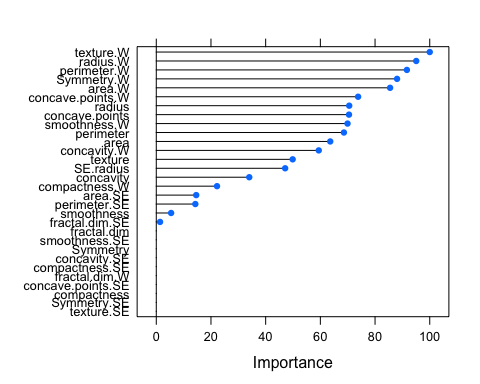 texture.W
radius.W
perimeter.W
Symmetry.W
area.W
concave.points.W
radius
concave.points
smoothness.W
perimeter
area
concavity.W
texture
SE.radius
concavity
compactness.W
area.SE
perimeter.SE
smoothness
fractal.dim.SE
fractal.dim
smoothness.SE
Symmetry
concavity.SE
compactness.SE
fractal.dim.W
concave.points.SE
compactness
Symmetry.SE
texture.SE
0 20 40 60 80 100
Importance